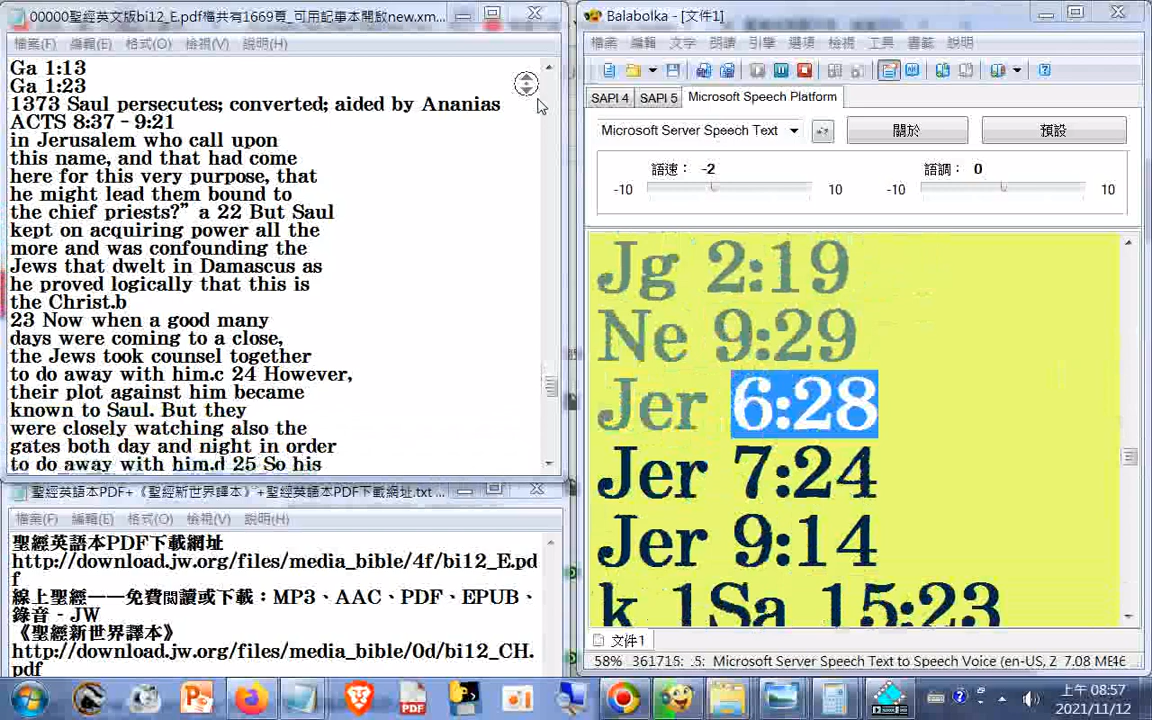 00000聖經英文版bi12_E.pdf檔共有1669頁_可用記事本開啟new.xm...
檔案(F) 編輯(E) 格式(O) 檢視(V) 說明(H)
Ga 1:13
Ga 1:23
1373 Saul persecutes; converted; aided by Ananias
ACTS 8:37 – 9:21
in Jerusalem who call upon
this name, and that had come
here for this very purpose, that
he might lead them bound to
the chief priests?” a 22 But Saul
kept on acquiring power all the
more and was confounding the
Jews that dwelt in Damascus as
he proved logically that this is
the Christ.b
23 Now when a good many
days were coming to a close,
the Jews took counsel together
to do away with him.c 24 However,
their plot against him became
known to Saul. But they
were closely watching also the
gates both day and night in order
to do away with him.d 25 So his
聖經英語本PDF+《聖經新世界譯本》+聖經英語本PDF下載網址.txt ...
檔案(F) 編輯(E) 格式(O) 檢視(V) 說明(H)
聖經英語本PDF下載網址
http://download.jw.org/files/media_bible/4f/bi12_E.pd
f
線上聖經——免費閱讀或下載：MP3、AAC、PDF、EPUB、
錄音 - JW
《聖經新世界譯本》
http://download.jw.org/files/media_bible/0d/bi12_CH.
pdf
Balabolka - [文件1]
檔案 編輯 文字 朗讀 引擎 選項 檢視 工具 書籤 說明
SAPI 4 SAPI 5 Microsoft Speech Platform
Microsoft Server Speech Text 關於 預設
語速： -2 語調： 0
-10 10 -10 10
Jg 2:19
Ne 9:29
Jer 6:28
Jer 7:24
Jer 9:14
k 1Sa 15:23
文件1
58% 361715: .5: Microsoft Server Speech Text to Speech Voice (en-US, Z 7.08 ME46
上午 08:57
2021/11/12